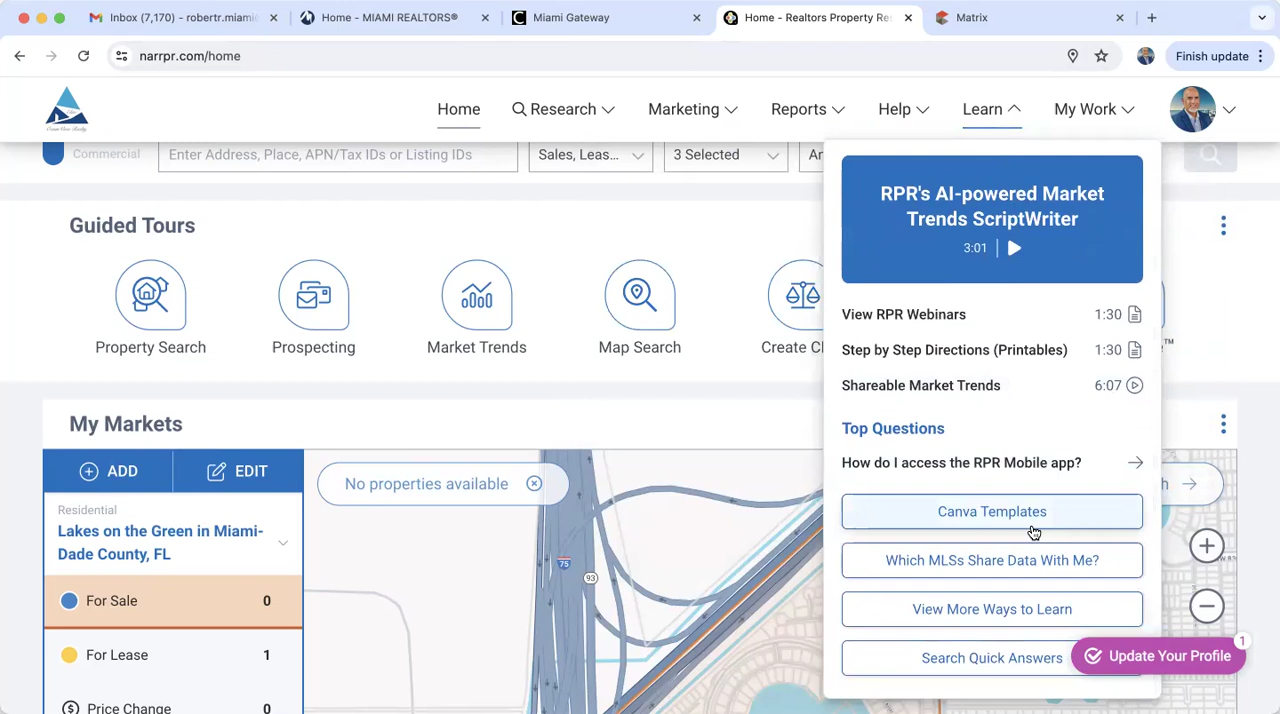 Inbox (7,170) - robertr.miami
Home - MIAMI REALTORS®
Miami Gateway
Home - Realtors Property Re
Matrix
narrpr.com/home
Finish update
Home
Research
Marketing
Reports
Help
Learn
My Work
Commercial
Enter Address, Place, APN/Tax IDs or Listing IDs
Sales, Leas...
3 Selected
RPR's AI-powered Market
Trends ScriptWriter
3:01
Guided Tours
Property Search
Prospecting
Market Trends
Map Search
View RPR Webinars
1:30
Step by Step Directions (Printables)
1:30
Shareable Market Trends
6:07
Top Questions
How do I access the RPR Mobile app?
Canva Templates
Which MLSs Share Data With Me?
View More Ways to Learn
Search Quick Answers
My Markets
ADD
EDIT
No properties available
Residential
Lakes on the Green in Miami-
Dade County, FL
For Sale
0
For Lease
1
Price Change
0
75
93
Update Your Profile
1